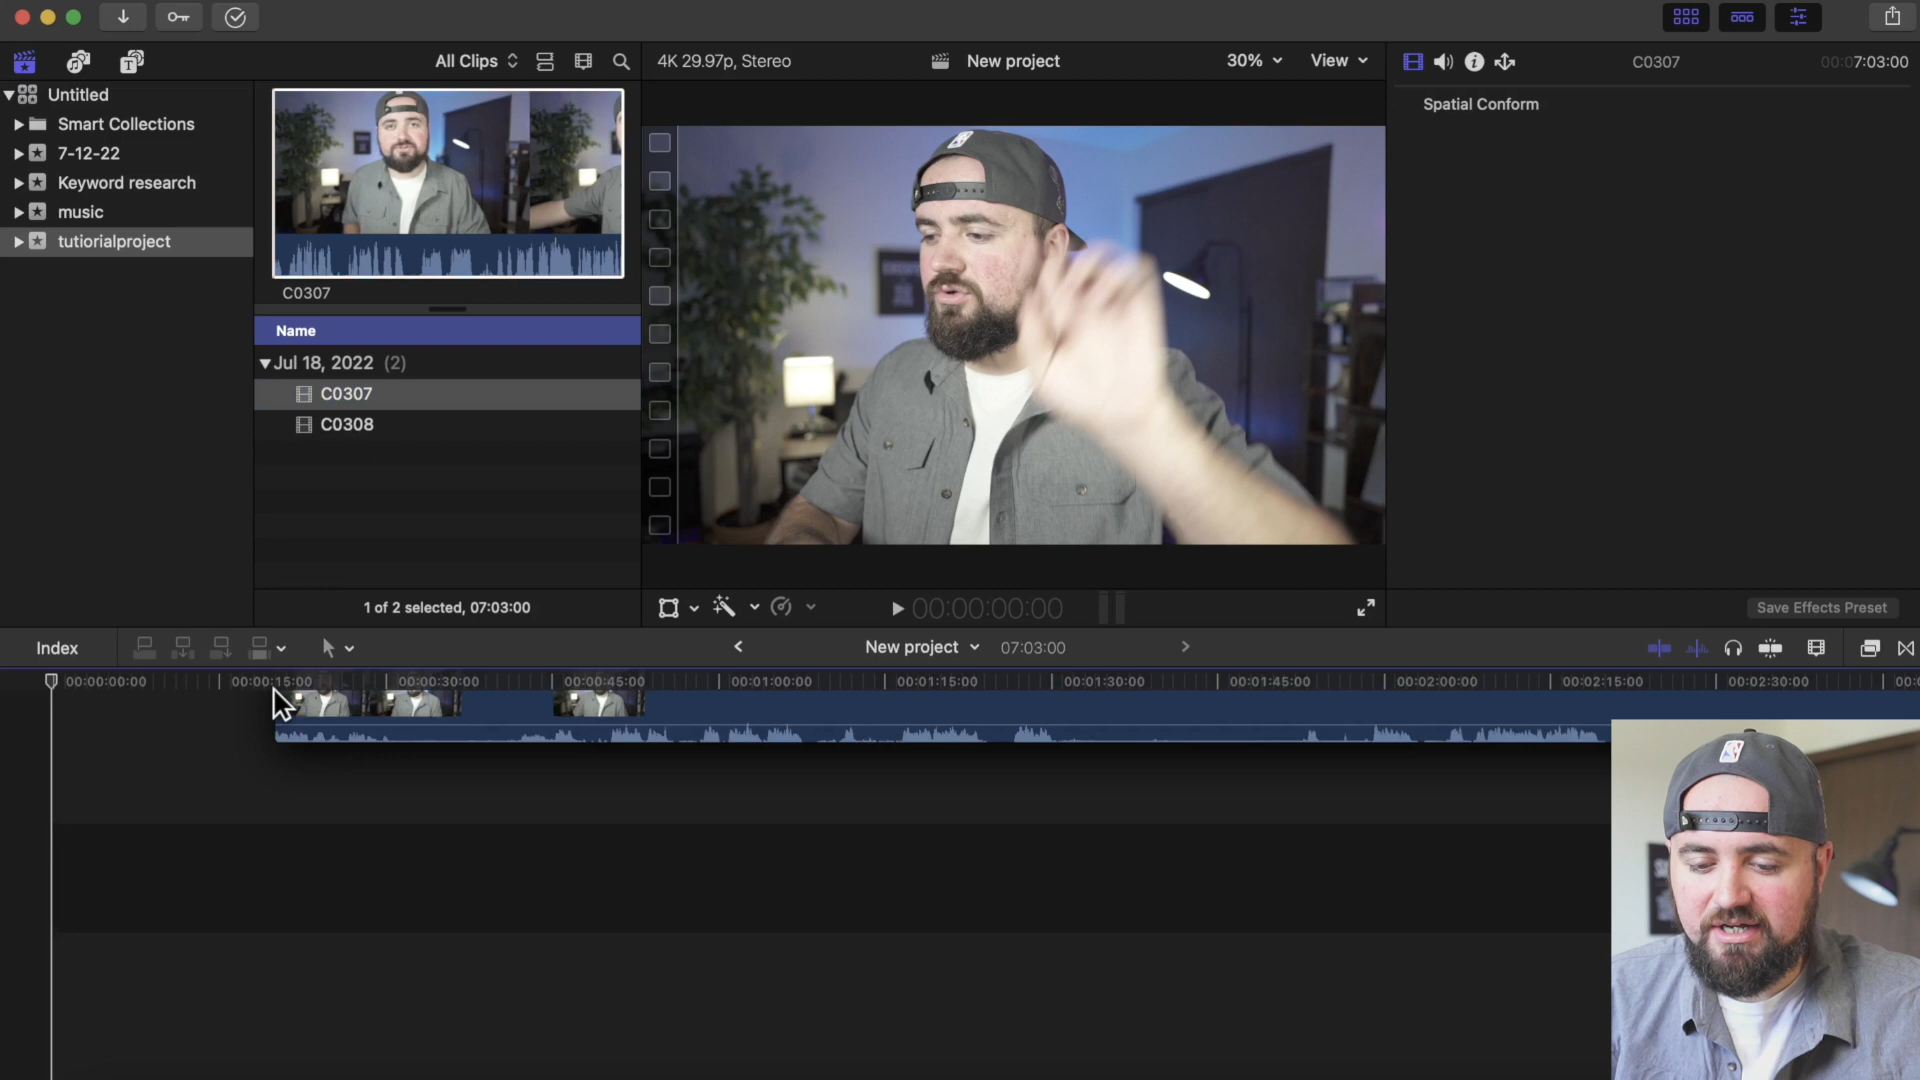 All Clips
4K 29.97p, Stereo
New project
30%
View
C0307
00:07:03:00
Untitled
Smart Collections
7-12-22
Keyword research
music
tutiorialproject
C0307
Name
Jul 18, 2022 (2)
C0307
C0308
1 of 2 selected, 07:03:00
Spatial Conform
00:00:00:00
Save Effects Preset
Index
New project
07:03:00
00:00:00:00
00:00:15:00
00:00:30:00
00:00:45:00
00:01:00:00
00:01:15:00
00:01:30:00
00:01:45:00
00:02:00:00
00:02:15:00
00:02:30:00